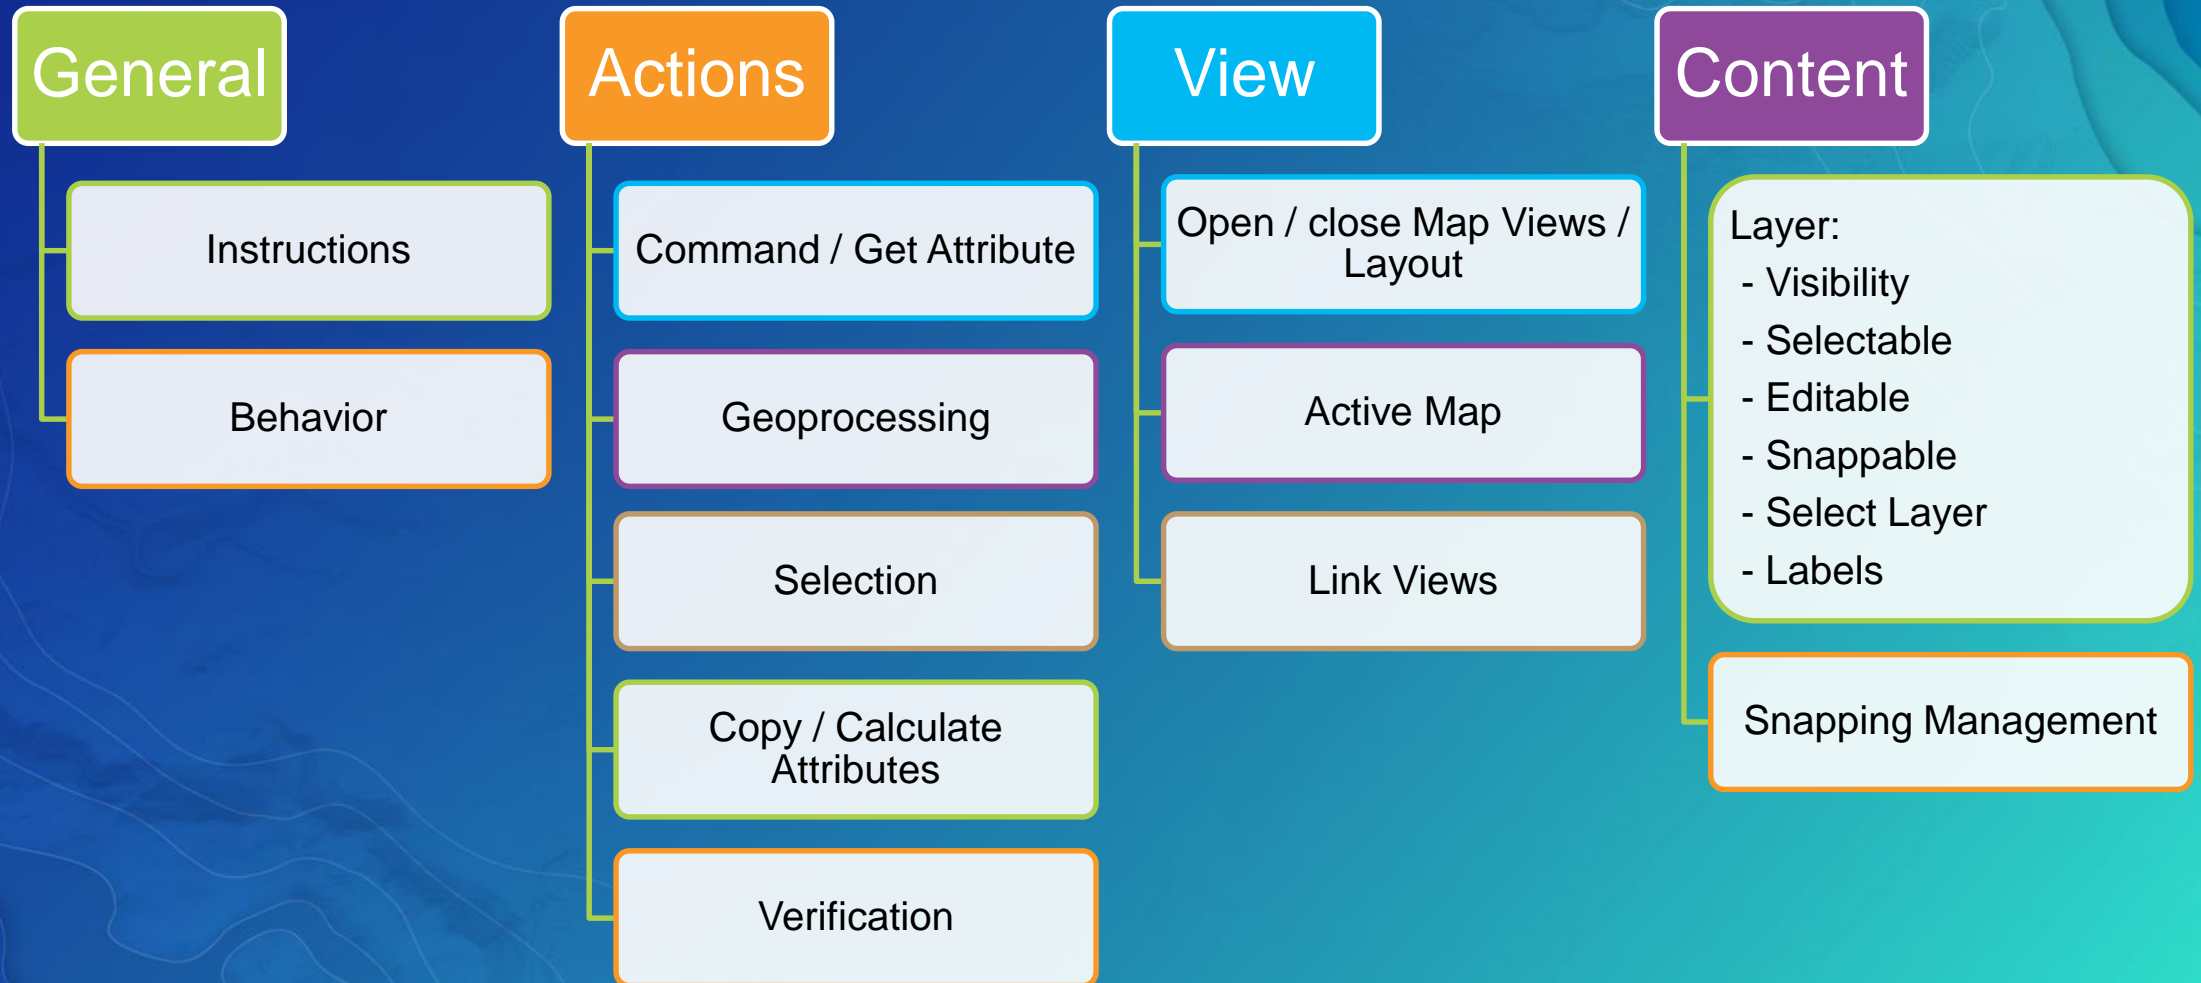 General
Instructions
Behavior
Actions
Command / Get Attribute
Geoprocessing
Selection
Copy / Calculate
Attributes
Verification
View
Open / close Map Views /
Layout
Active Map
Link Views
Content
Layer:
- Visibility
- Selectable
- Editable
- Snappable
- Select Layer
- Labels
Snapping Management